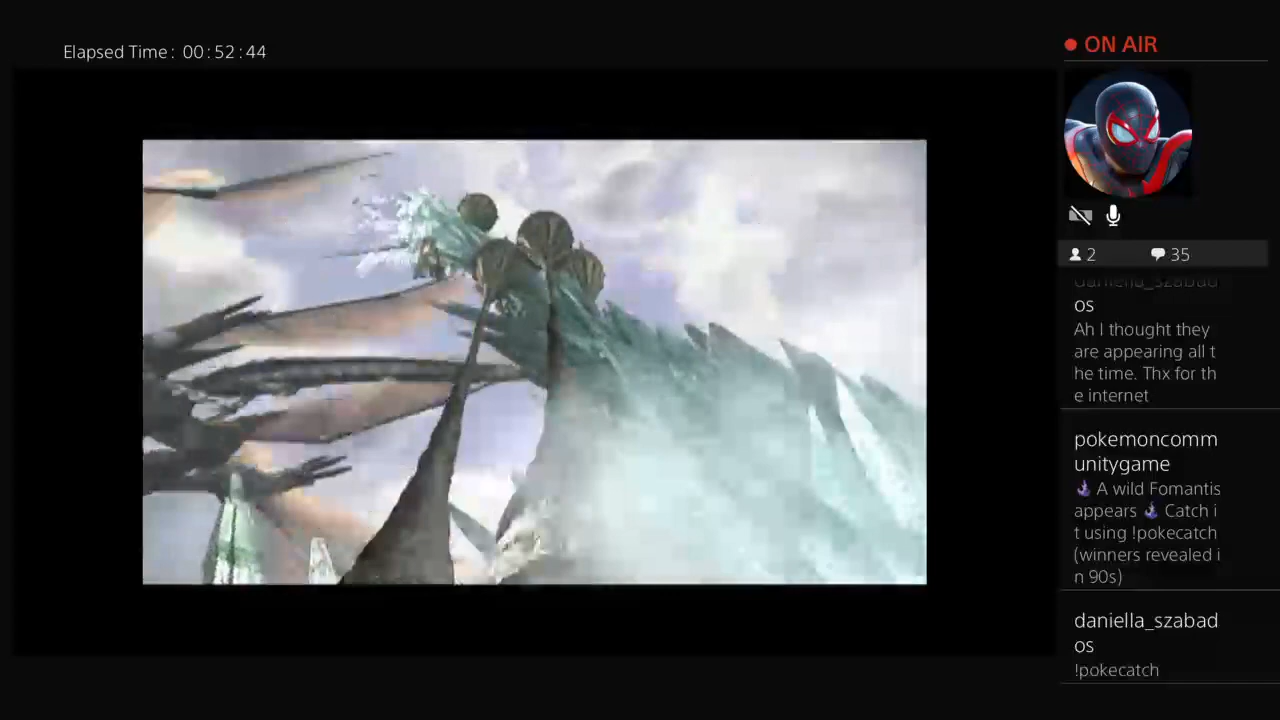 Elapsed Time: 00:52:44
ON AIR
2
35
daniella_szabad
os
Ah I thought they
are appearing all t
he time. Thx for th
e internet
pokemoncomm
unitygame
A wild Fomantis
appears Catch i
t using !pokecatch
(winners revealed i
n 90s)
daniella_szabad
os
!pokecatch